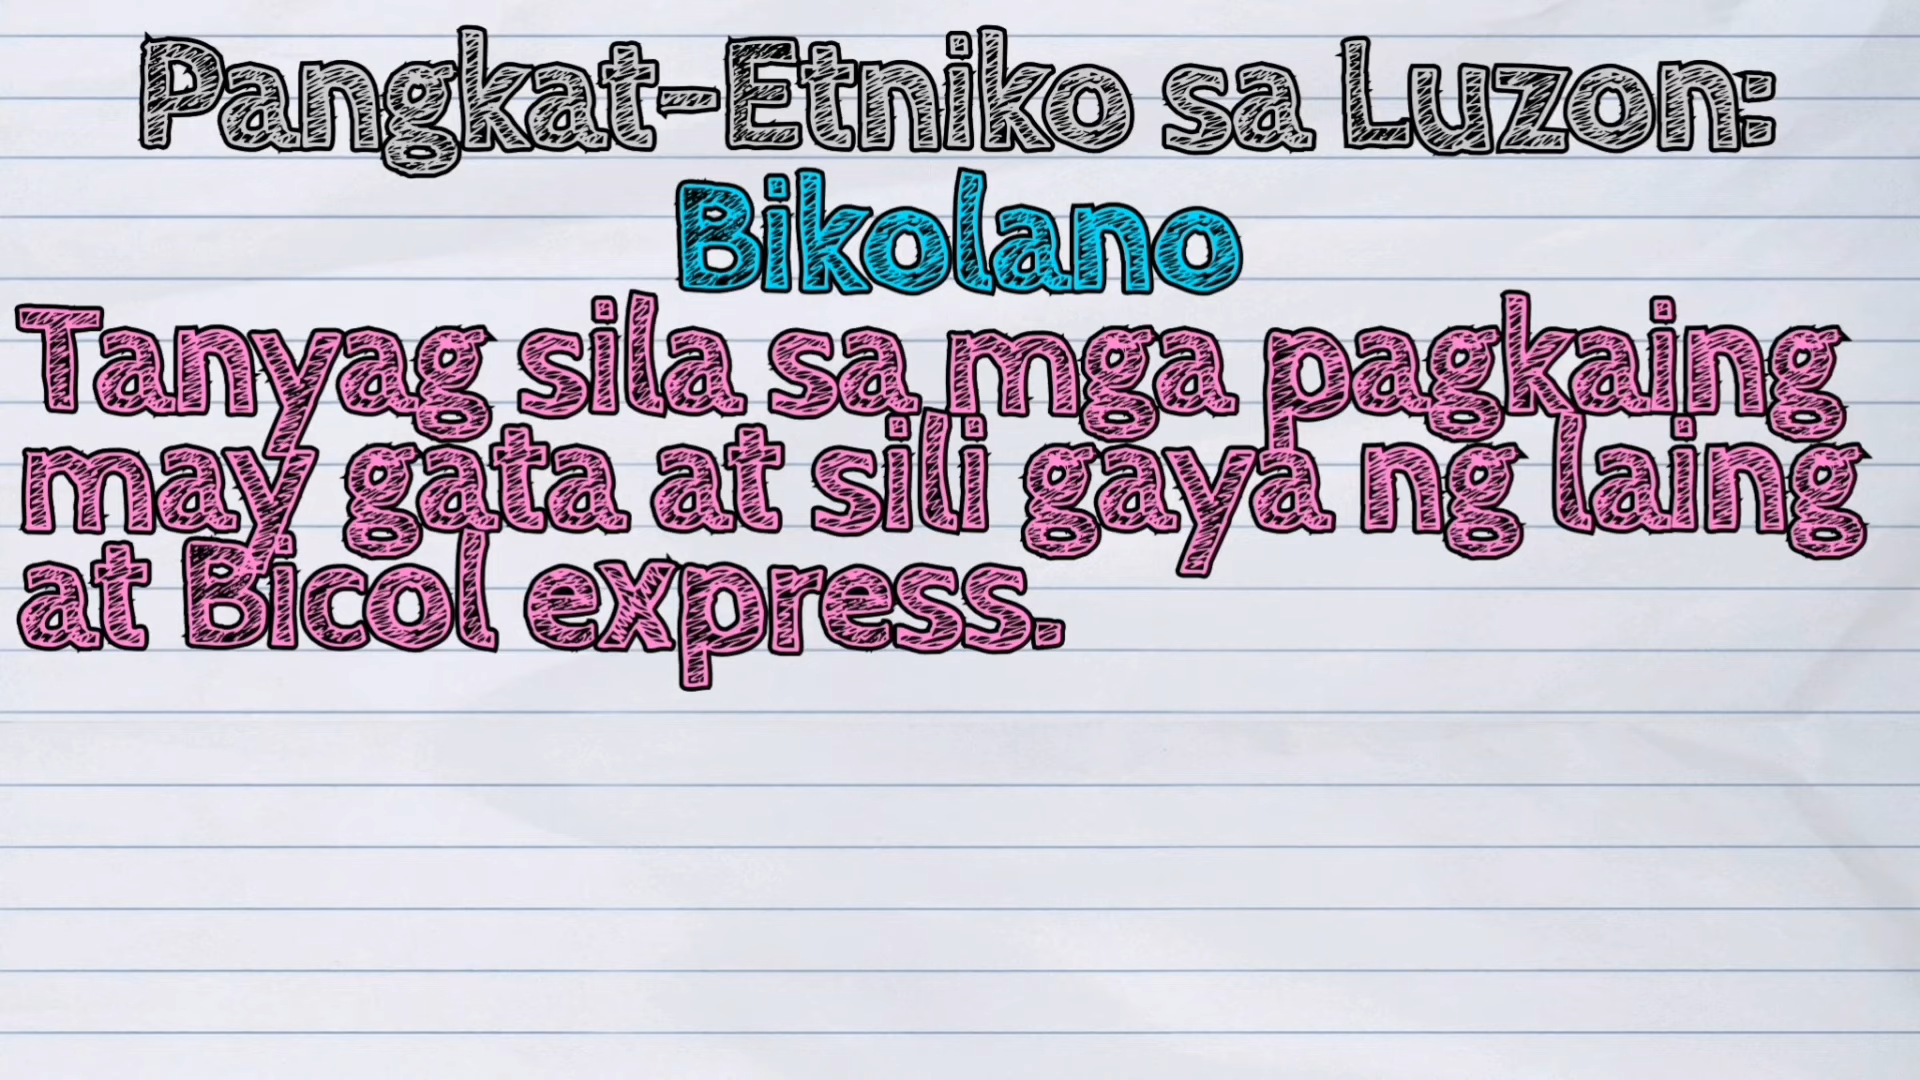 Pangkat-Etniko sa Luzon:
Bikolano
Tanyag sila sa mga pagkaing
may gata at sili gaya ng laing
at Bicol express.